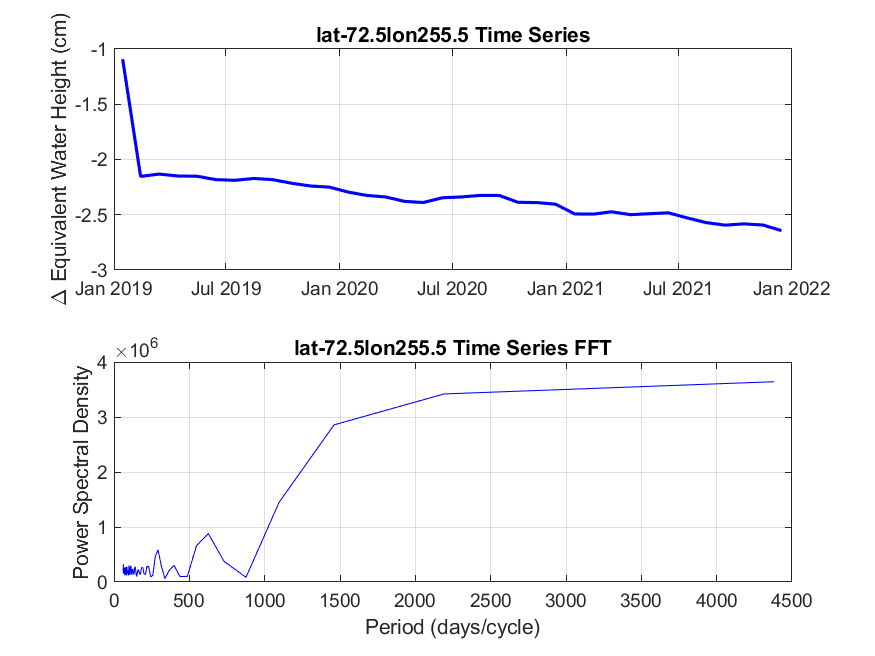 lat-72.5lon255.5 Time Series
Δ Equivalent Water Height (cm)
-1
-1.5
-2
-2.5
-3
Jan 2019 Jul 2019 Jan 2020 Jul 2020 Jan 2021 Jul 2021 Jan 2022
lat-72.5lon255.5 Time Series FFT
×10⁶
Power Spectral Density
4
3
2
1
0
0 500 1000 1500 2000 2500 3000 3500 4000 4500
Period (days/cycle)